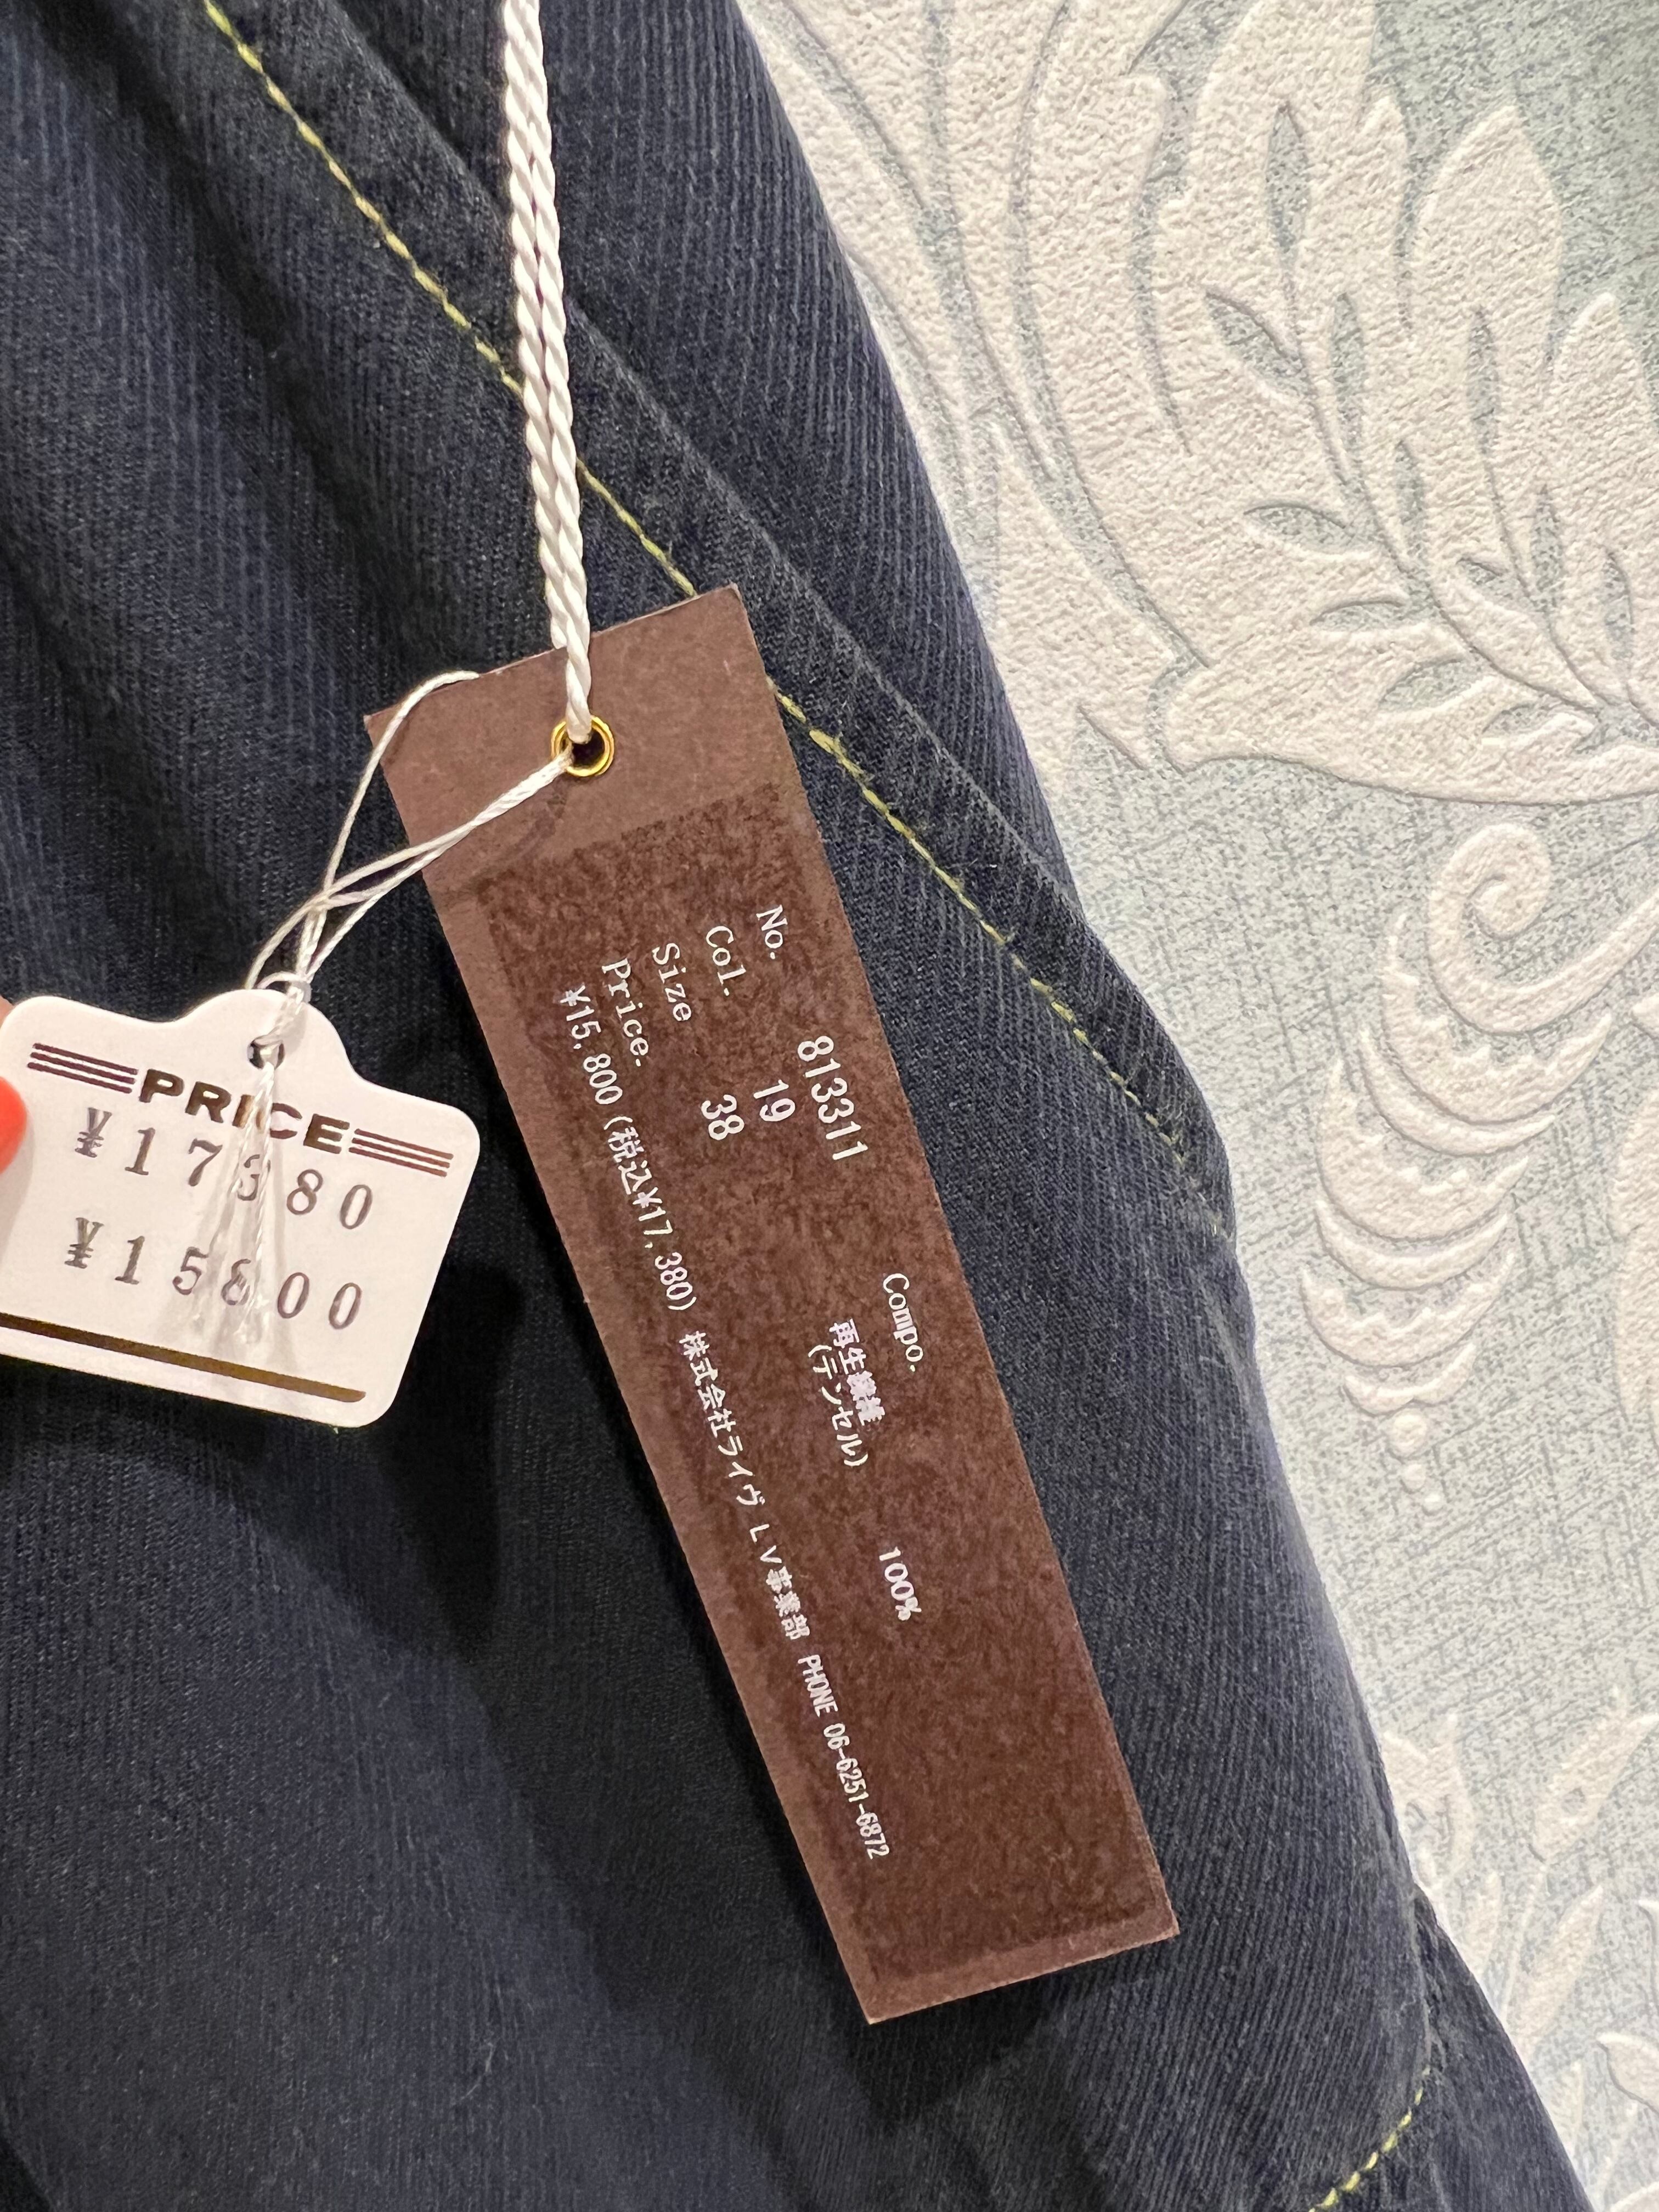 PRICE
¥17380
¥15800
No. 813311
Col. 19
Size 38
Price.
¥15,800(税込¥17,380) 株式会社ライヴ LV事業部 PHONE 06-6251-6872
Compo.
再生繊維
(テンセル) 100%